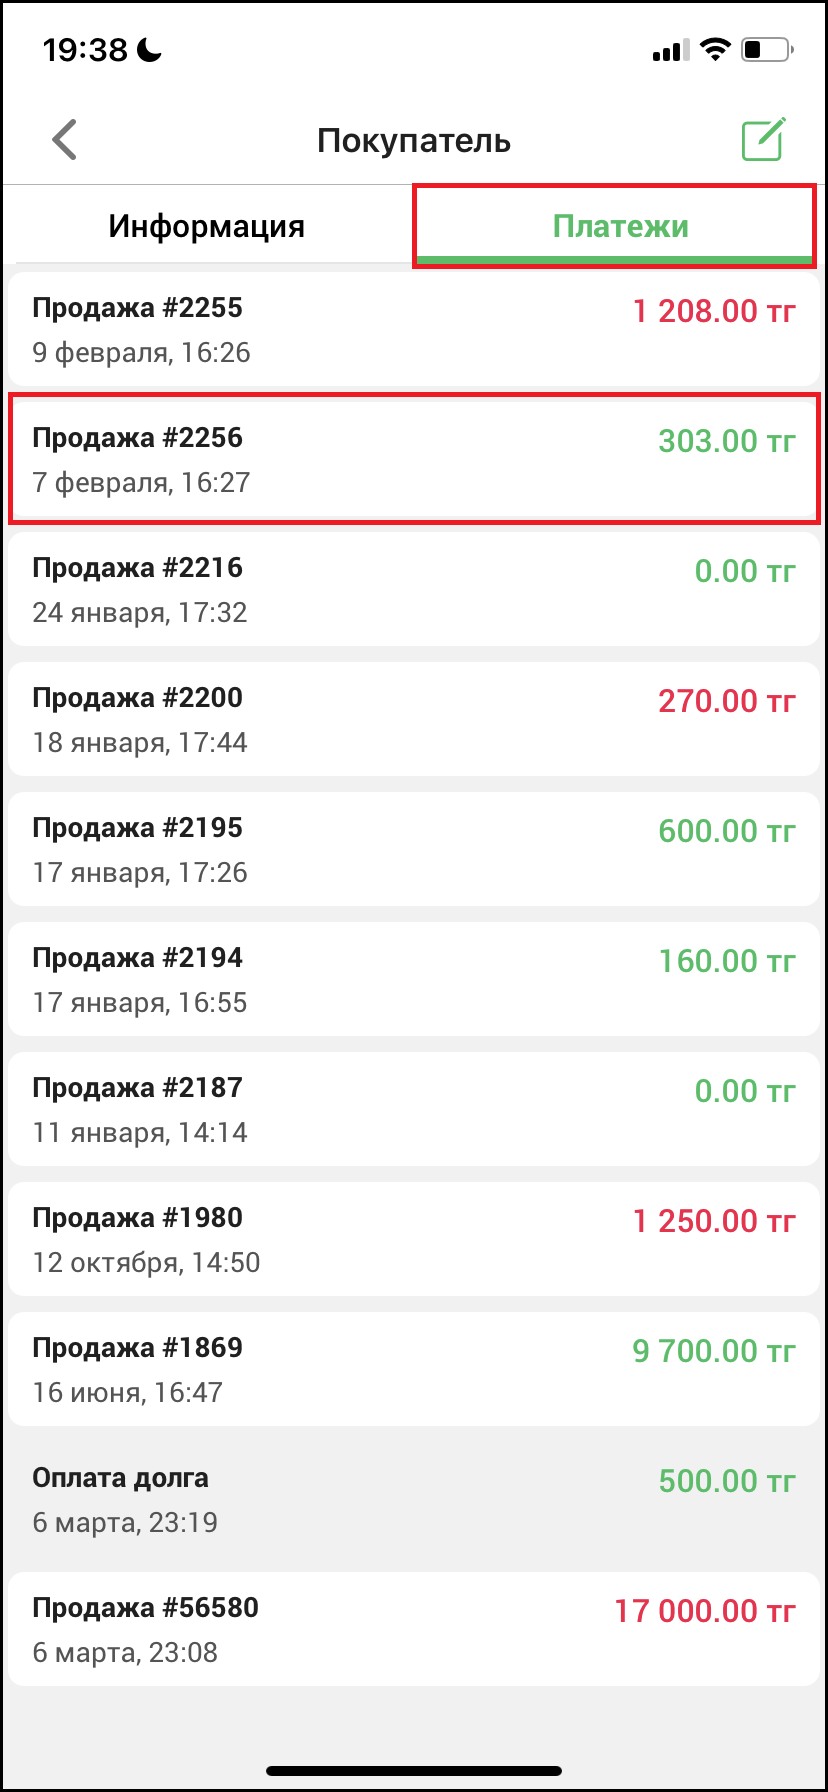 19:38
Покупатель
Информация
Платежи
Продажа #2255
1 208.00 тг
9 февраля, 16:26
Продажа #2256
303.00 тг
7 февраля, 16:27
Продажа #2216
0.00 тг
24 января, 17:32
Продажа #2200
270.00 тг
18 января, 17:44
Продажа #2195
600.00 тг
17 января, 17:26
Продажа #2194
160.00 тг
17 января, 16:55
Продажа #2187
0.00 тг
11 января, 14:14
Продажа #1980
1 250.00 тг
12 октября, 14:50
Продажа #1869
9 700.00 тг
16 июня, 16:47
Оплата долга
500.00 тг
6 марта, 23:19
Продажа #56580
17 000.00 тг
6 марта, 23:08